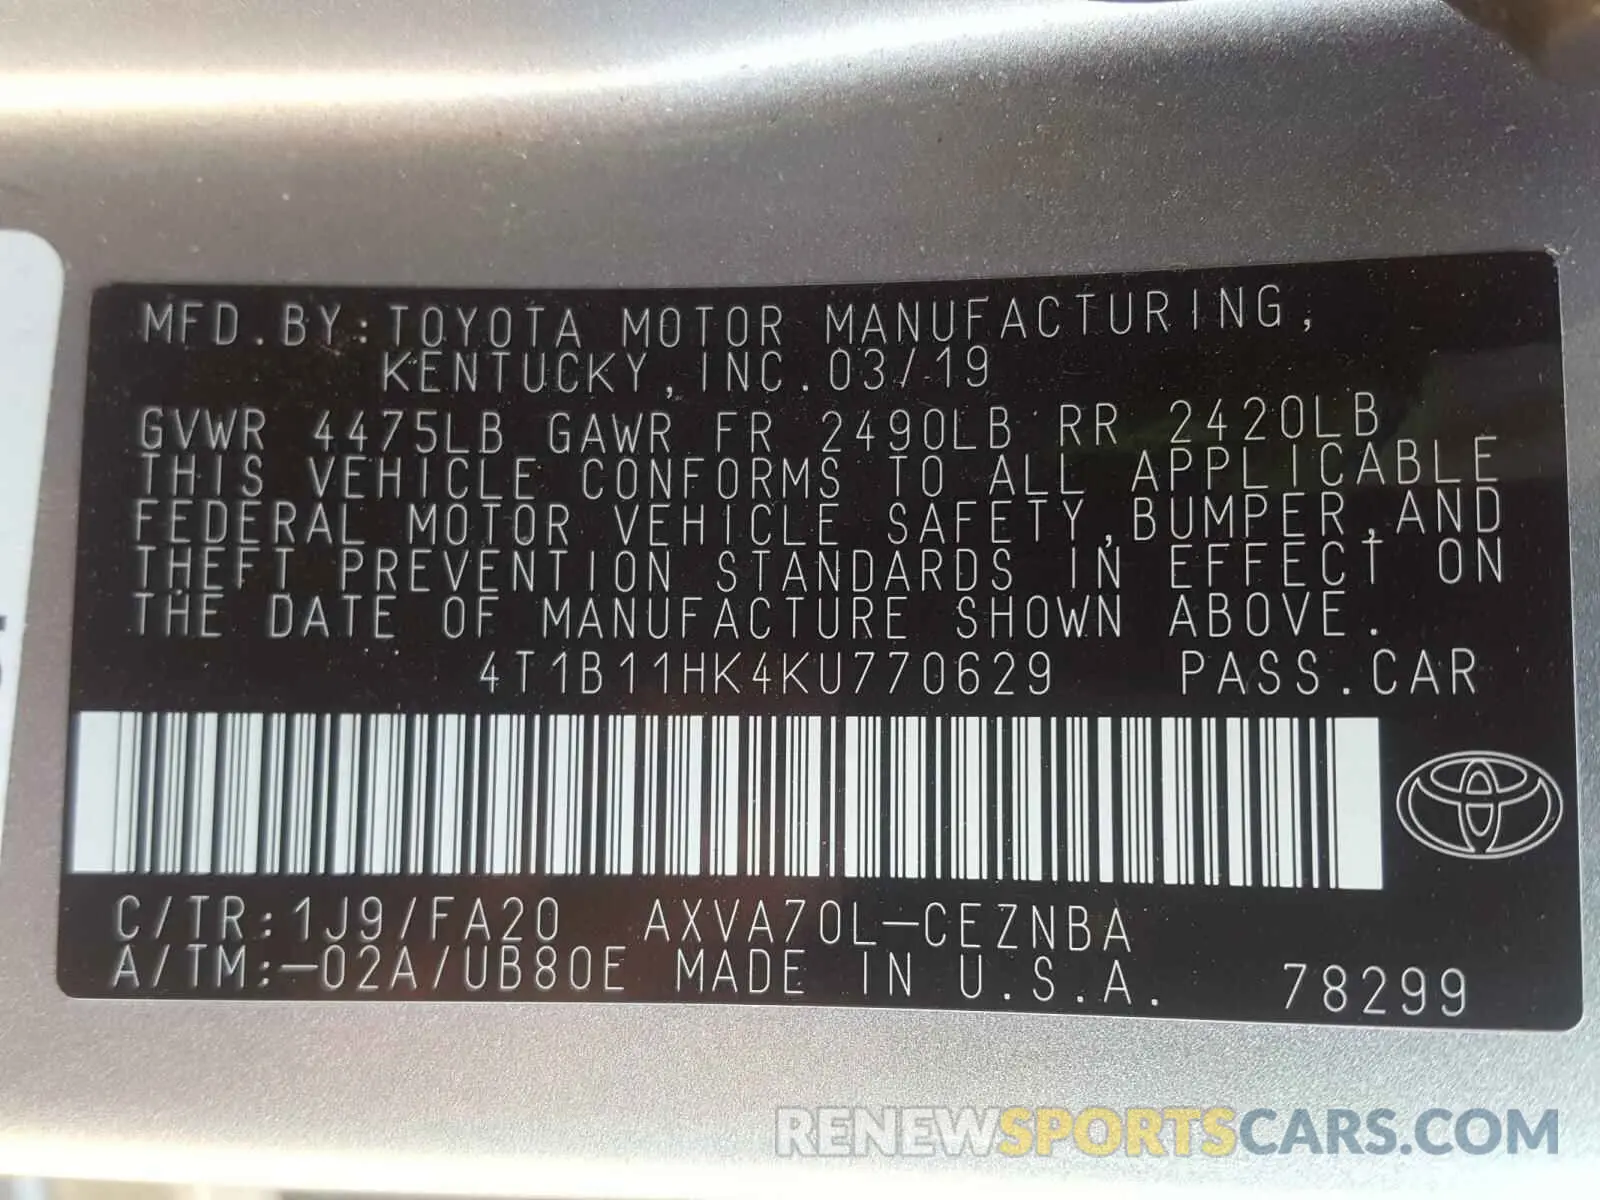 MFD.BY:TOYOTA MOTOR MANUFACTURING,
KENTUCKY,INC.03/19
GVWR 4475LB GAWR FR 2490LB RR 2420LB
THIS VEHICLE CONFORMS TO ALL APPLICABLE
FEDERAL MOTOR VEHICLE SAFETY,BUMPER,AND
THEFT PREVENTION STANDARDS IN EFFECT ON
THE DATE OF MANUFACTURE SHOWN ABOVE.
4T1B11HK4KU770629 PASS.CAR
C/TR:1J9/FA20 AXVA70L-CEZNBA
A/TM:-02A/UB80E MADE IN U.S.A. 78299
RENEWSPORTSCARS.COM